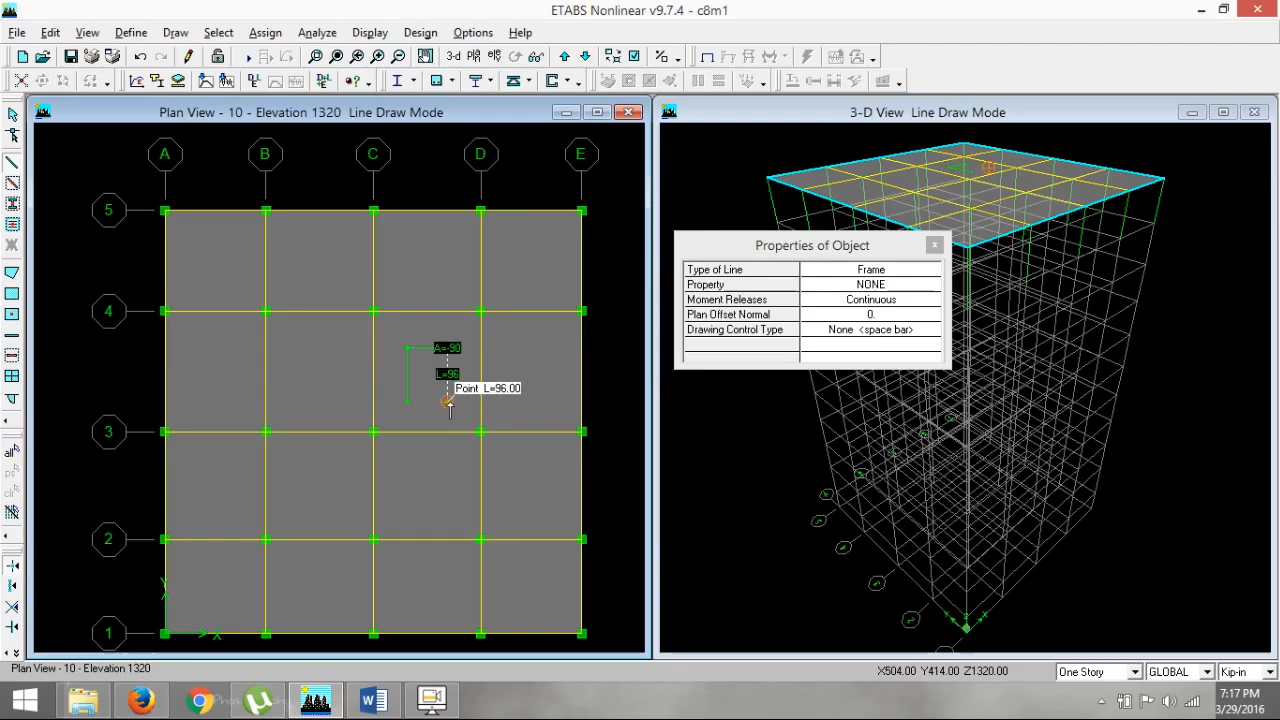 ETABS Nonlinear v9.7.4 - c8m1
File Edit View Define Draw Select Assign Analyze Display Design Options Help
3-d
all
Plan View - 10 - Elevation 1320 Line Draw Mode
A B C D E
5
4
3
2
1
A=-90
L=96
Point L=96.00
Y
X
3-D View Line Draw Mode
Properties of Object
Type of Line Frame
Property NONE
Moment Releases Continuous
Plan Offset Normal 0.
Drawing Control Type None <space bar>
Plan View - 10 - Elevation 1320
X504.00 Y414.00 Z1320.00
One Story
GLOBAL
Kip-in
7:17 PM
3/29/2016